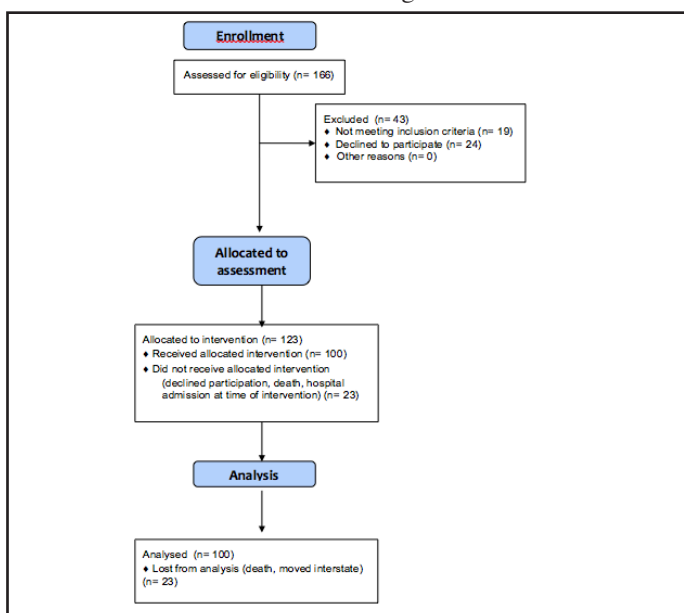 Enrollment
Assessed for eligibility (n= 166)
Excluded (n= 43)
♦ Not meeting inclusion criteria (n= 19)
♦ Declined to participate (n= 24)
♦ Other reasons (n= 0)
Allocated to
assessment
Allocated to intervention (n= 123)
♦ Received allocated intervention (n= 100)
♦ Did not receive allocated intervention
(declined participation, death, hospital
admission at time of intervention) (n= 23)
Analysis
Analysed (n= 100)
♦ Lost from analysis (death, moved interstate)
(n= 23)